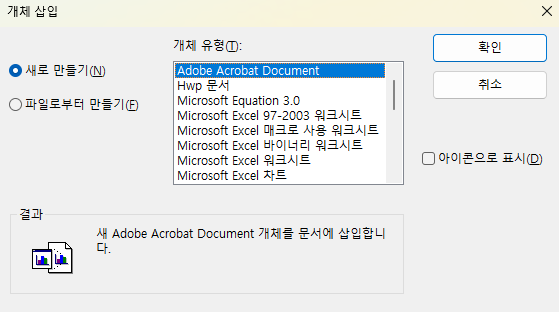 개체 삽입
개체 유형(T):
새로 만들기(N)
파일로부터 만들기(F)
Adobe Acrobat Document
Hwp 문서
Microsoft Equation 3.0
Microsoft Excel 97-2003 워크시트
Microsoft Excel 매크로 사용 워크시트
Microsoft Excel 바이너리 워크시트
Microsoft Excel 워크시트
Microsoft Excel 차트
확인
취소
아이콘으로 표시(D)
결과
새 Adobe Acrobat Document 개체를 문서에 삽입합니
다.